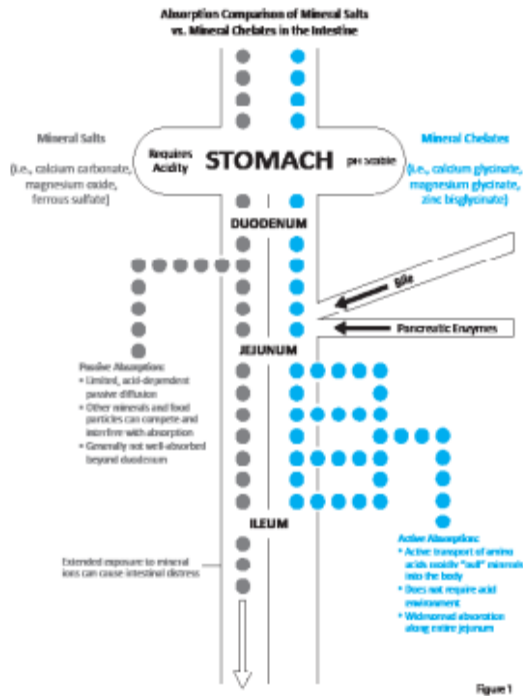 Absorption Comparison of Mineral Salts
vs. Mineral Chelates in the Intestine
Mineral Salts
(i.e., calcium carbonate,
magnesium oxide,
ferrous sulfate)
Requires
Acidity
STOMACH
pH stable
Mineral Chelates
(i.e., calcium glycinate,
magnesium glycinate,
zinc bisglycinate)
DUODENUM
Bile
Pancreatic Enzymes
JEJUNUM
Passive Absorption:
• Limited, acid-dependent
passive diffusion
• Other minerals and food
particles can compete and
interfere with absorption
• Generally not well-absorbed
beyond duodenum
ILEUM
Extended exposure to mineral
ions can cause intestinal distress
Active Absorption:
• Active transport of amino
acids "pull" minerals
into the body
• Does not require acid
environment
• Widespread absorption
along entire jejunum
Figure 1